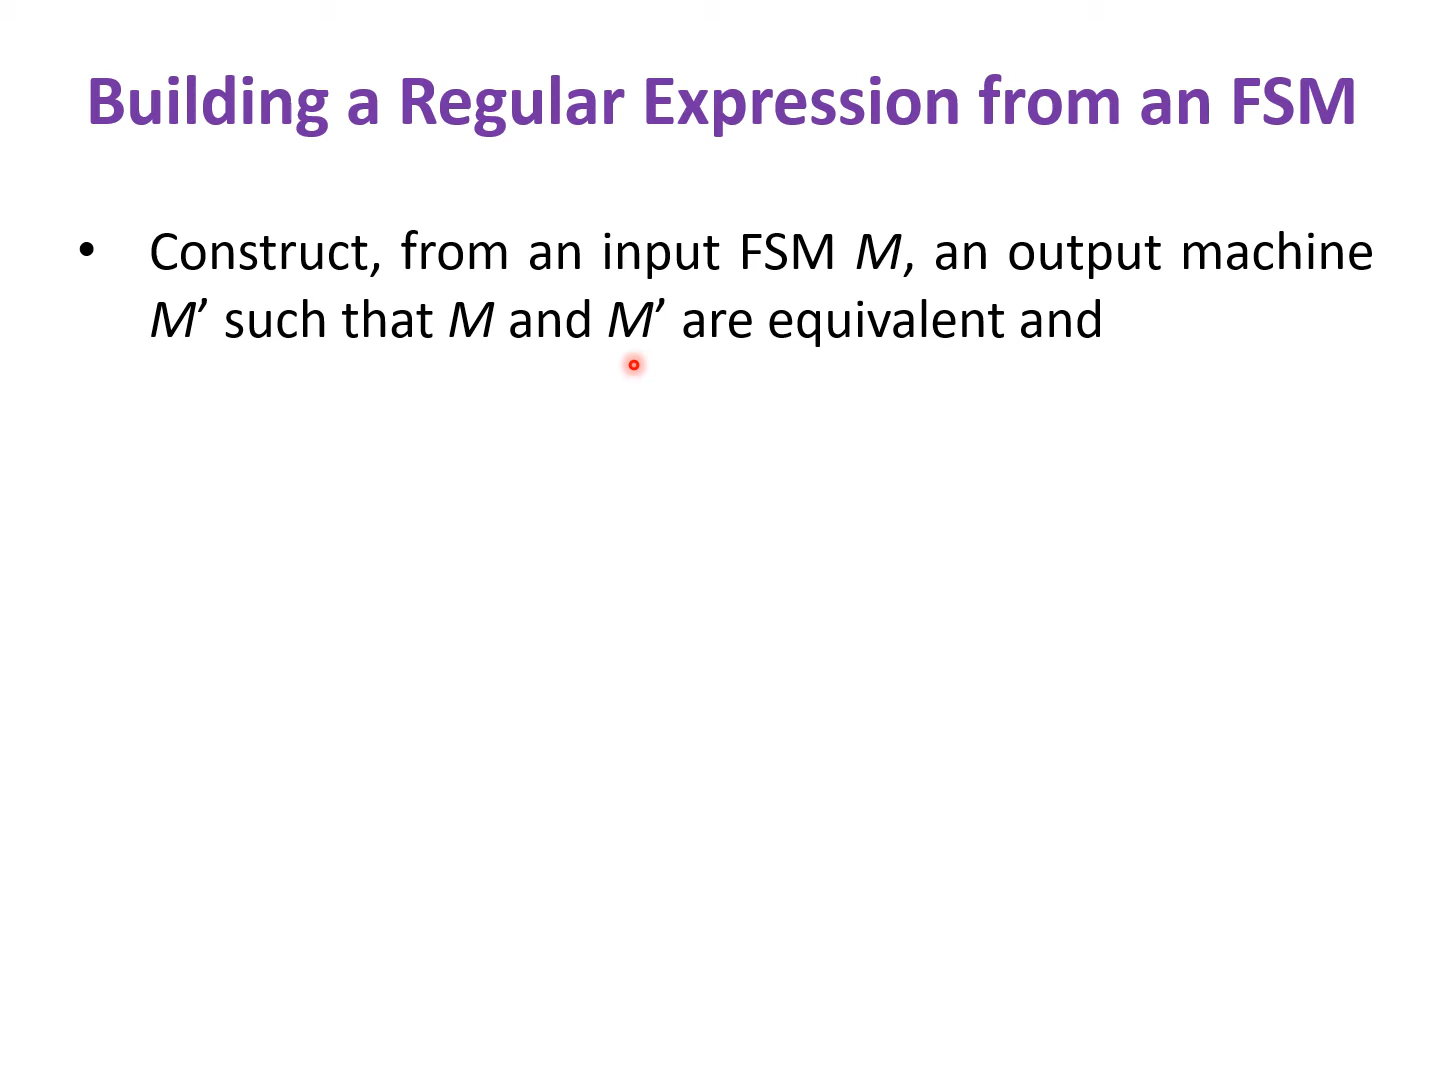 Building a Regular Expression from an FSM
• Construct, from an input FSM M, an output machine
M’ such that M and M’ are equivalent and